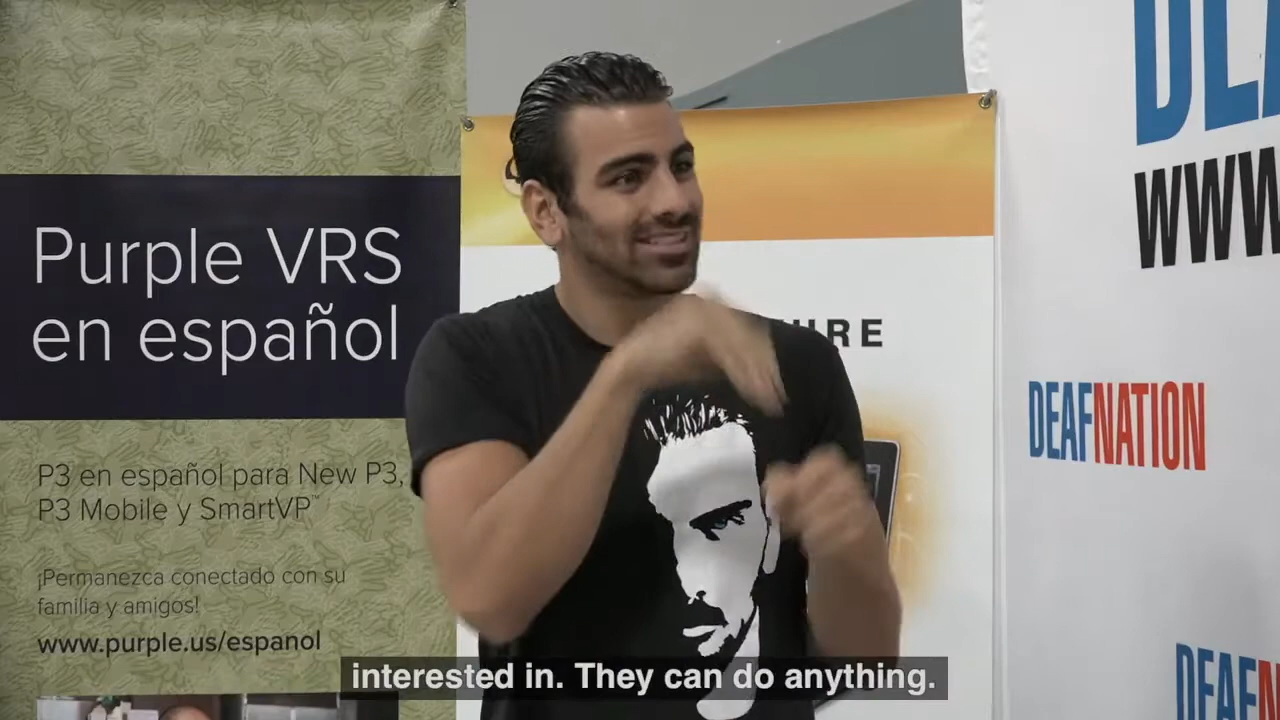 Purple VRS
en español
P3 en español para New P3,
P3 Mobile y SmartVP™
¡Permanezca conectado con su
familia y amigos!
www.purple.us/espanol
WWW
DEAFNATION
interested in. They can do anything.